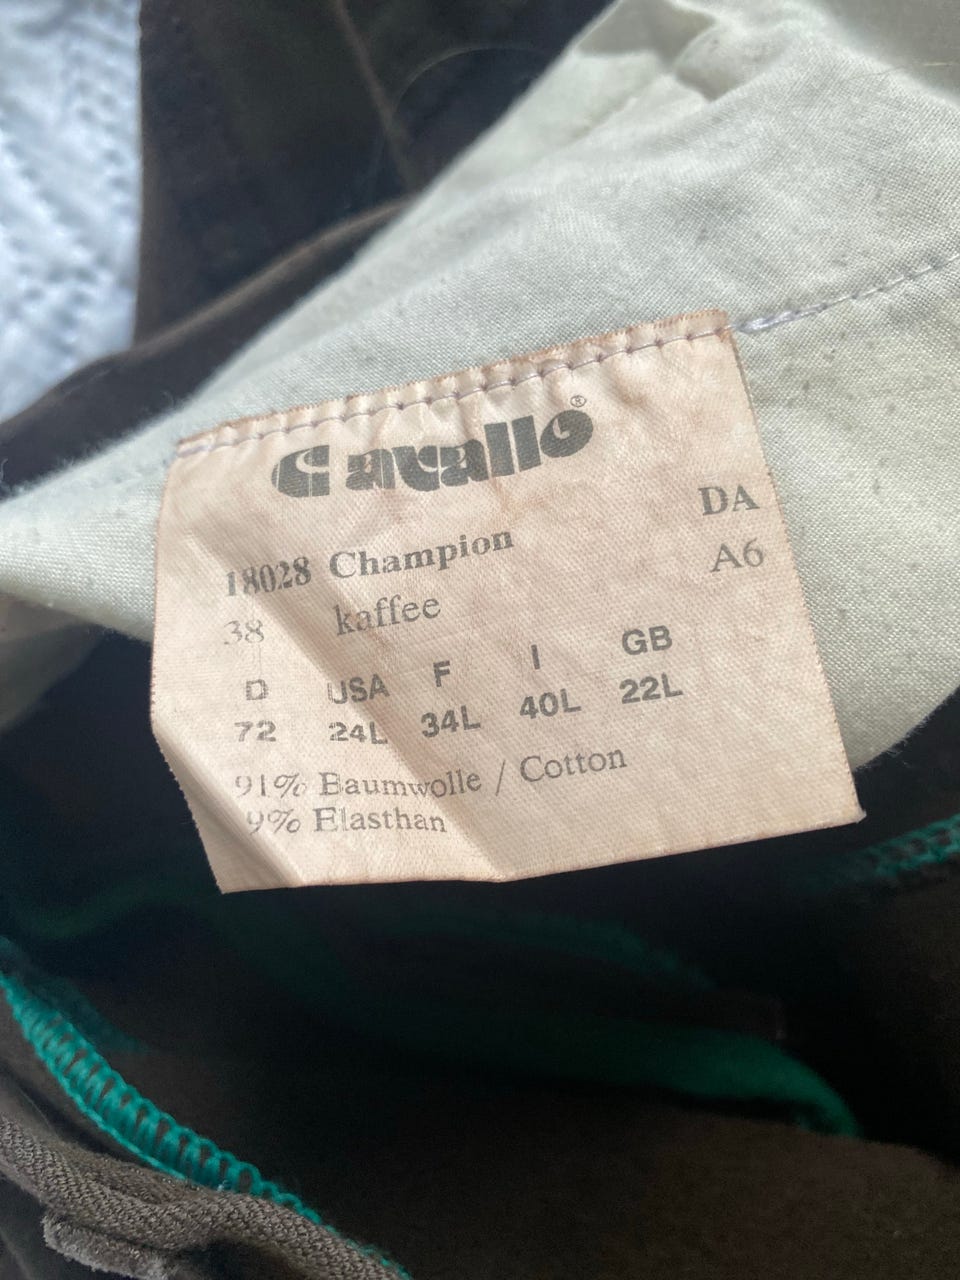 Cavallo®
DA
18028 Champion
A6
38 kaffee
D USA F I GB
72 24L 34L 40L 22L
91% Baumwolle / Cotton
9% Elasthan